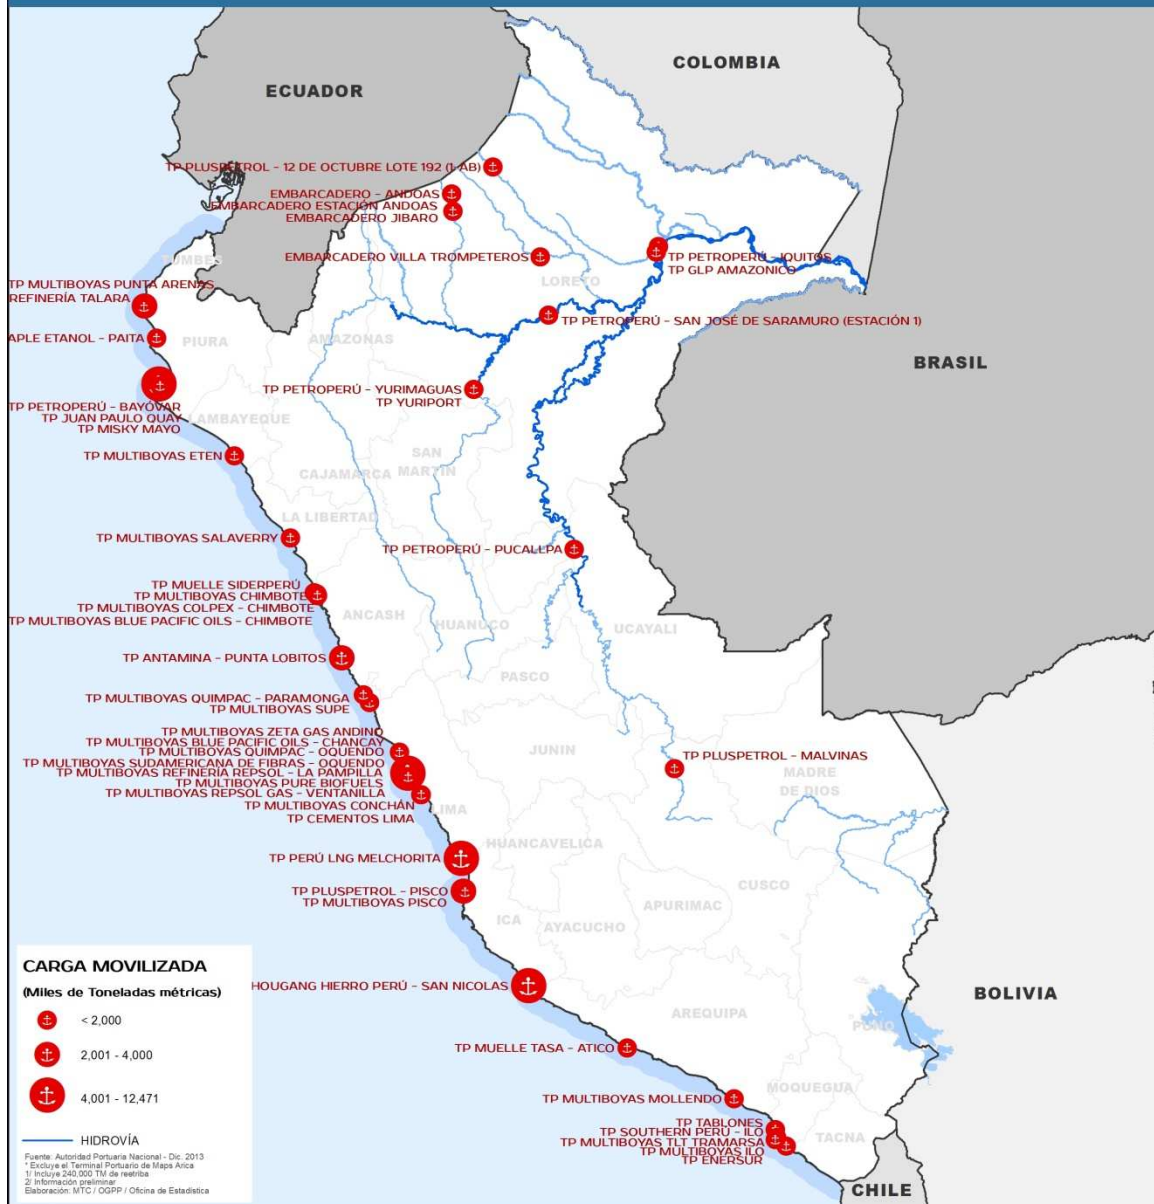 COLOMBIA
ECUADOR
TP PLUSPETROL - 12 DE OCTUBRE LOTE 192 (1-AB)
EMBARCADERO - ANDOAS
EMBARCADERO ESTACIÓN ANDOAS
EMBARCADERO JIBARO
EMBARCADERO VILLA TROMPETEROS
TP PETROPERÚ - IQUITOS
TP GLP AMAZONICO
TUMBES
LORETO
TP MULTIBOYAS PUNTA ARENAS
REFINERÍA TALARA
TP PETROPERÚ - SAN JOSÉ DE SARAMURO (ESTACIÓN 1)
APLE ETANOL - PAITA
PIURA
AMAZONAS
BRASIL
TP PETROPERÚ - YURIMAGUAS
TP YURIPORT
TP PETROPERÚ - BAYÓVAR
TP JUAN PAULO QUAY
TP MISKY MAYO
LAMBAYEQUE
TP MULTIBOYAS ETEN
CAJAMARCA
SAN
MARTIN
LA LIBERTAD
TP MULTIBOYAS SALAVERRY
TP PETROPERÚ - PUCALLPA
TP MUELLE SIDERPERÚ
TP MULTIBOYAS CHIMBOTE
TP MULTIBOYAS COLPEX - CHIMBOTE
TP MULTIBOYAS BLUE PACIFIC OILS - CHIMBOTE
ANCASH
HUANUCO
UCAYALI
TP ANTAMINA - PUNTA LOBITOS
PASCO
TP MULTIBOYAS QUIMPAC - PARAMONGA
TP MULTIBOYAS SUPE
TP MULTIBOYAS ZETA GAS ANDINO
TP MULTIBOYAS BLUE PACIFIC OILS - CHANCAY
TP MULTIBOYAS QUIMPAC - OQUENDO
TP MULTIBOYAS SUDAMERICANA DE FIBRAS - OQUENDO
TP MULTIBOYAS REFINERÍA REPSOL - LA PAMPILLA
TP MULTIBOYAS PURE BIOFUELS
TP MULTIBOYAS REPSOL GAS - VENTANILLA
TP MULTIBOYAS CONCHÁN
TP CEMENTOS LIMA
JUNIN
TP PLUSPETROL - MALVINAS
MADRE
DE DIOS
LIMA
HUANCAVELICA
TP PERÚ LNG MELCHORITA
CUSCO
TP PLUSPETROL - PISCO
TP MULTIBOYAS PISCO
APURIMAC
ICA
AYACUCHO
HOUGANG HIERRO PERÚ - SAN NICOLAS
BOLIVIA
AREQUIPA
PUNO
TP MUELLE TASA - ATICO
MOQUEGUA
TP MULTIBOYAS MOLLENDO
TP TABLONES
TP SOUTHERN PERÚ - ILO
TP MULTIBOYAS TLT TRAMARSA
TP MULTIBOYAS ILO
TP ENERSUR
TACNA
CHILE
CARGA MOVILIZADA
(Miles de Toneladas métricas)
< 2,000
2,001 - 4,000
4,001 - 12,471
HIDROVÍA
Fuente: Autoridad Portuaria Nacional - Dic. 2013
* Excluye el Terminal Portuario de Maps Arica
1/ Incluye 240,000 TM de reetriba
2/ Información preliminar
Elaboración: MTC / OGPP / Oficina de Estadística